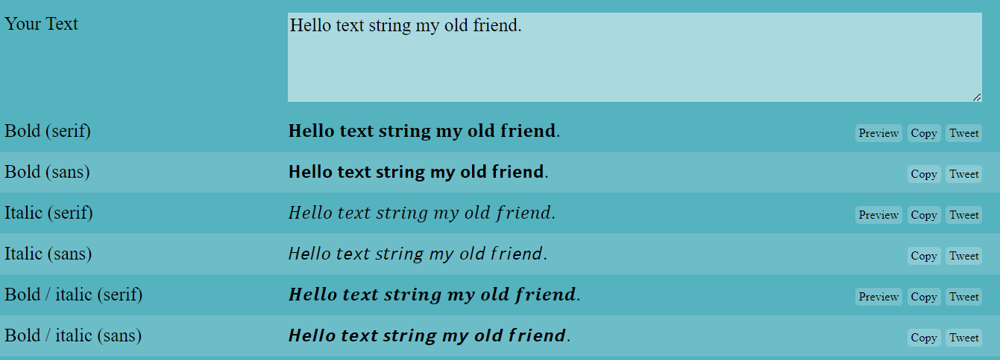 Your Text Hello text string my old friend.
Bold (serif) Hello text string my old friend. Preview Copy Tweet
Bold (sans) Hello text string my old friend. Copy Tweet
Italic (serif) Hello text string my old friend. Preview Copy Tweet
Italic (sans) Hello text string my old friend. Copy Tweet
Bold / italic (serif) Hello text string my old friend. Preview Copy Tweet
Bold / italic (sans) Hello text string my old friend. Copy Tweet